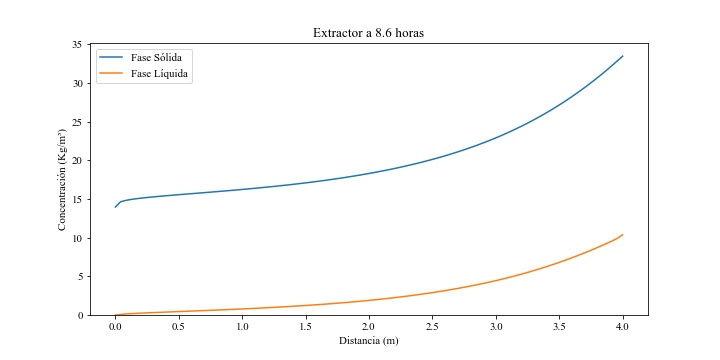 Extractor a 8.6 horas
Fase Sólida
Fase Líquida
Concentración (Kg/m³)
35
30
25
20
15
10
5
0
0.0 0.5 1.0 1.5 2.0 2.5 3.0 3.5 4.0
Distancia (m)